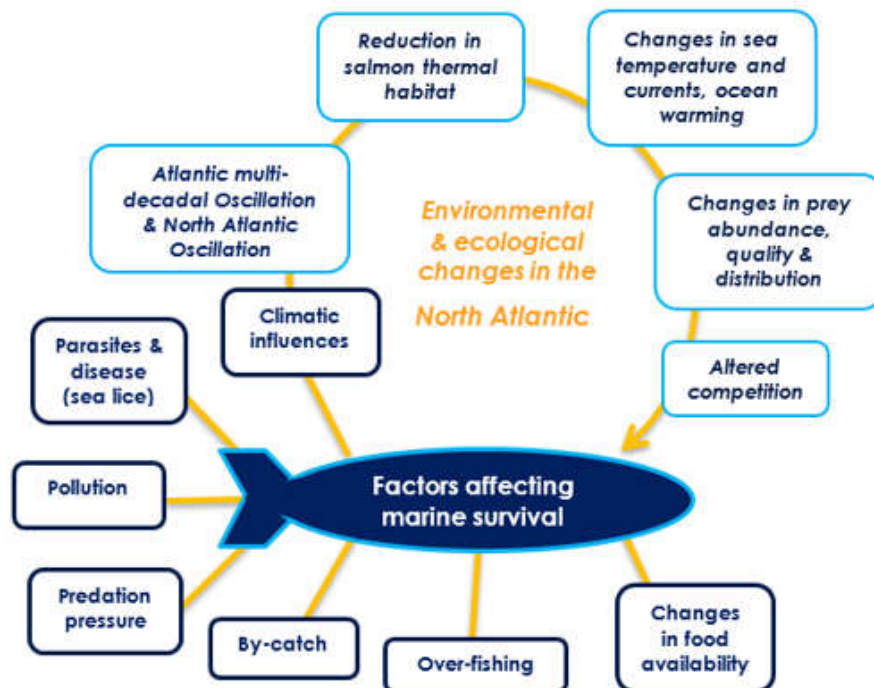 Reduction in
salmon thermal
habitat
Changes in sea
temperature and
currents, ocean
warming
Atlantic multi-
decadal Oscillation
& North Atlantic
Oscillation
Environmental
& ecological
changes in the
North Atlantic
Changes in prey
abundance,
quality &
distribution
Climatic
influences
Parasites &
disease
(sea lice)
Altered
competition
Pollution
Factors affecting
marine survival
Predation
pressure
By-catch
Over-fishing
Changes
in food
availability